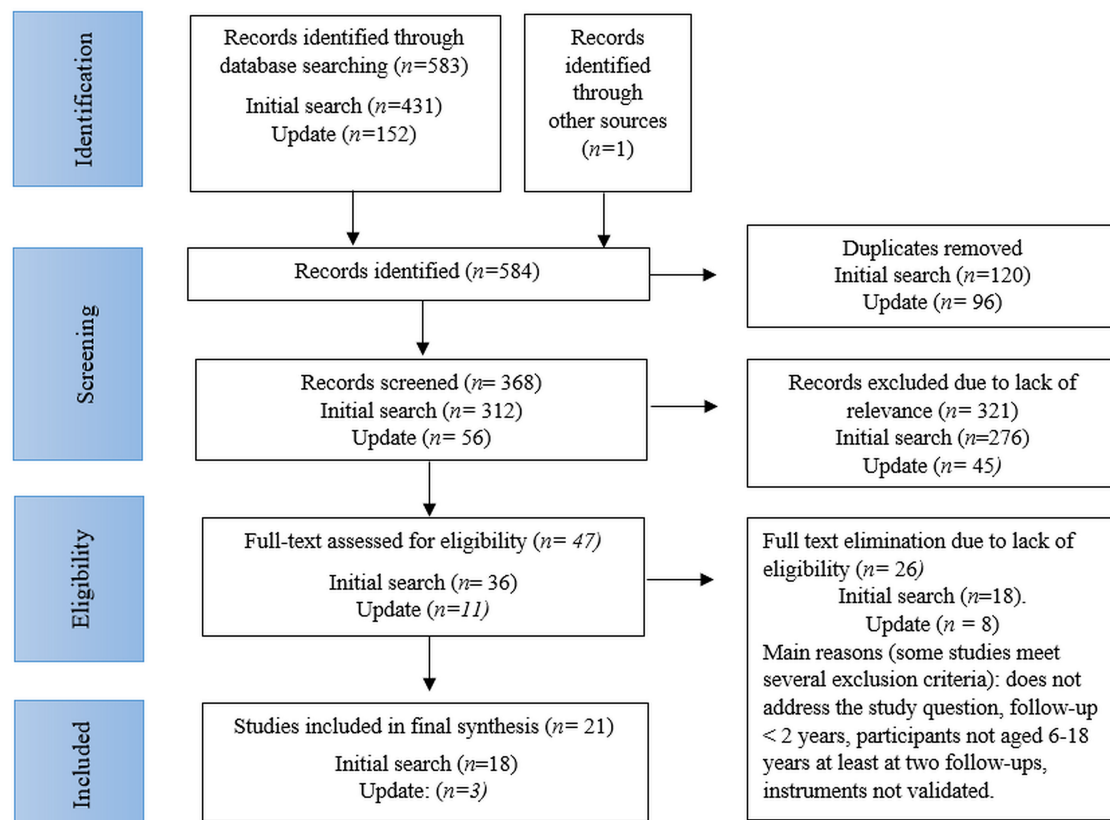 Identification
Records identified through
database searching (n=583)
Initial search (n=431)
Update (n=152)
Records
identified
through
other sources
(n=1)
Screening
Records identified (n=584)
Duplicates removed
Initial search (n=120)
Update (n= 96)
Records screened (n= 368)
Initial search (n= 312)
Update (n= 56)
Records excluded due to lack of
relevance (n= 321)
Initial search (n=276)
Update (n= 45)
Eligibility
Full-text assessed for eligibility (n= 47)
Initial search (n= 36)
Update (n=11)
Full text elimination due to lack of
eligibility (n= 26)
Initial search (n=18).
Update (n = 8)
Main reasons (some studies meet
several exclusion criteria): does not
address the study question, follow-up
< 2 years, participants not aged 6-18
years at least at two follow-ups,
instruments not validated.
Included
Studies included in final synthesis (n= 21)
Initial search (n=18)
Update: (n=3)